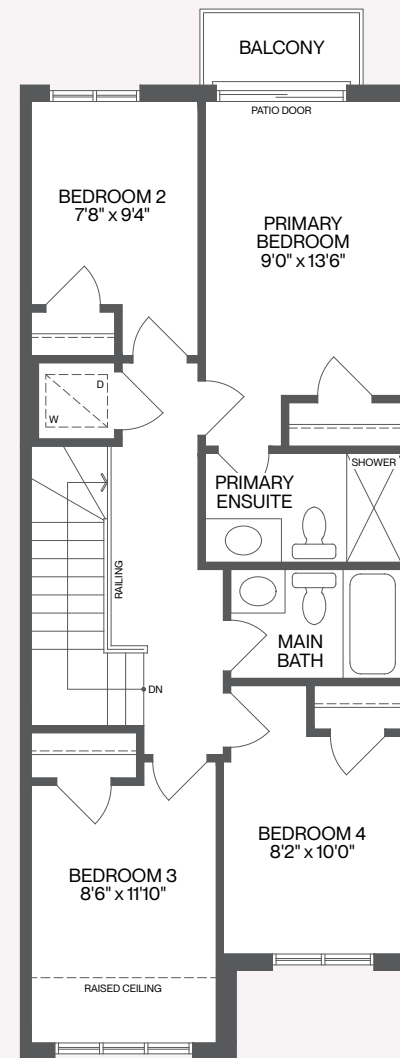 BALCONY
PATIO DOOR
BEDROOM 2
7'8" x 9'4"
PRIMARY
BEDROOM
9'0" x 13'6"
D
W
SHOWER
PRIMARY
ENSUITE
RAILING
MAIN
BATH
DN
BEDROOM 4
8'2" x 10'0"
BEDROOM 3
8'6" x 11'10"
RAISED CEILING